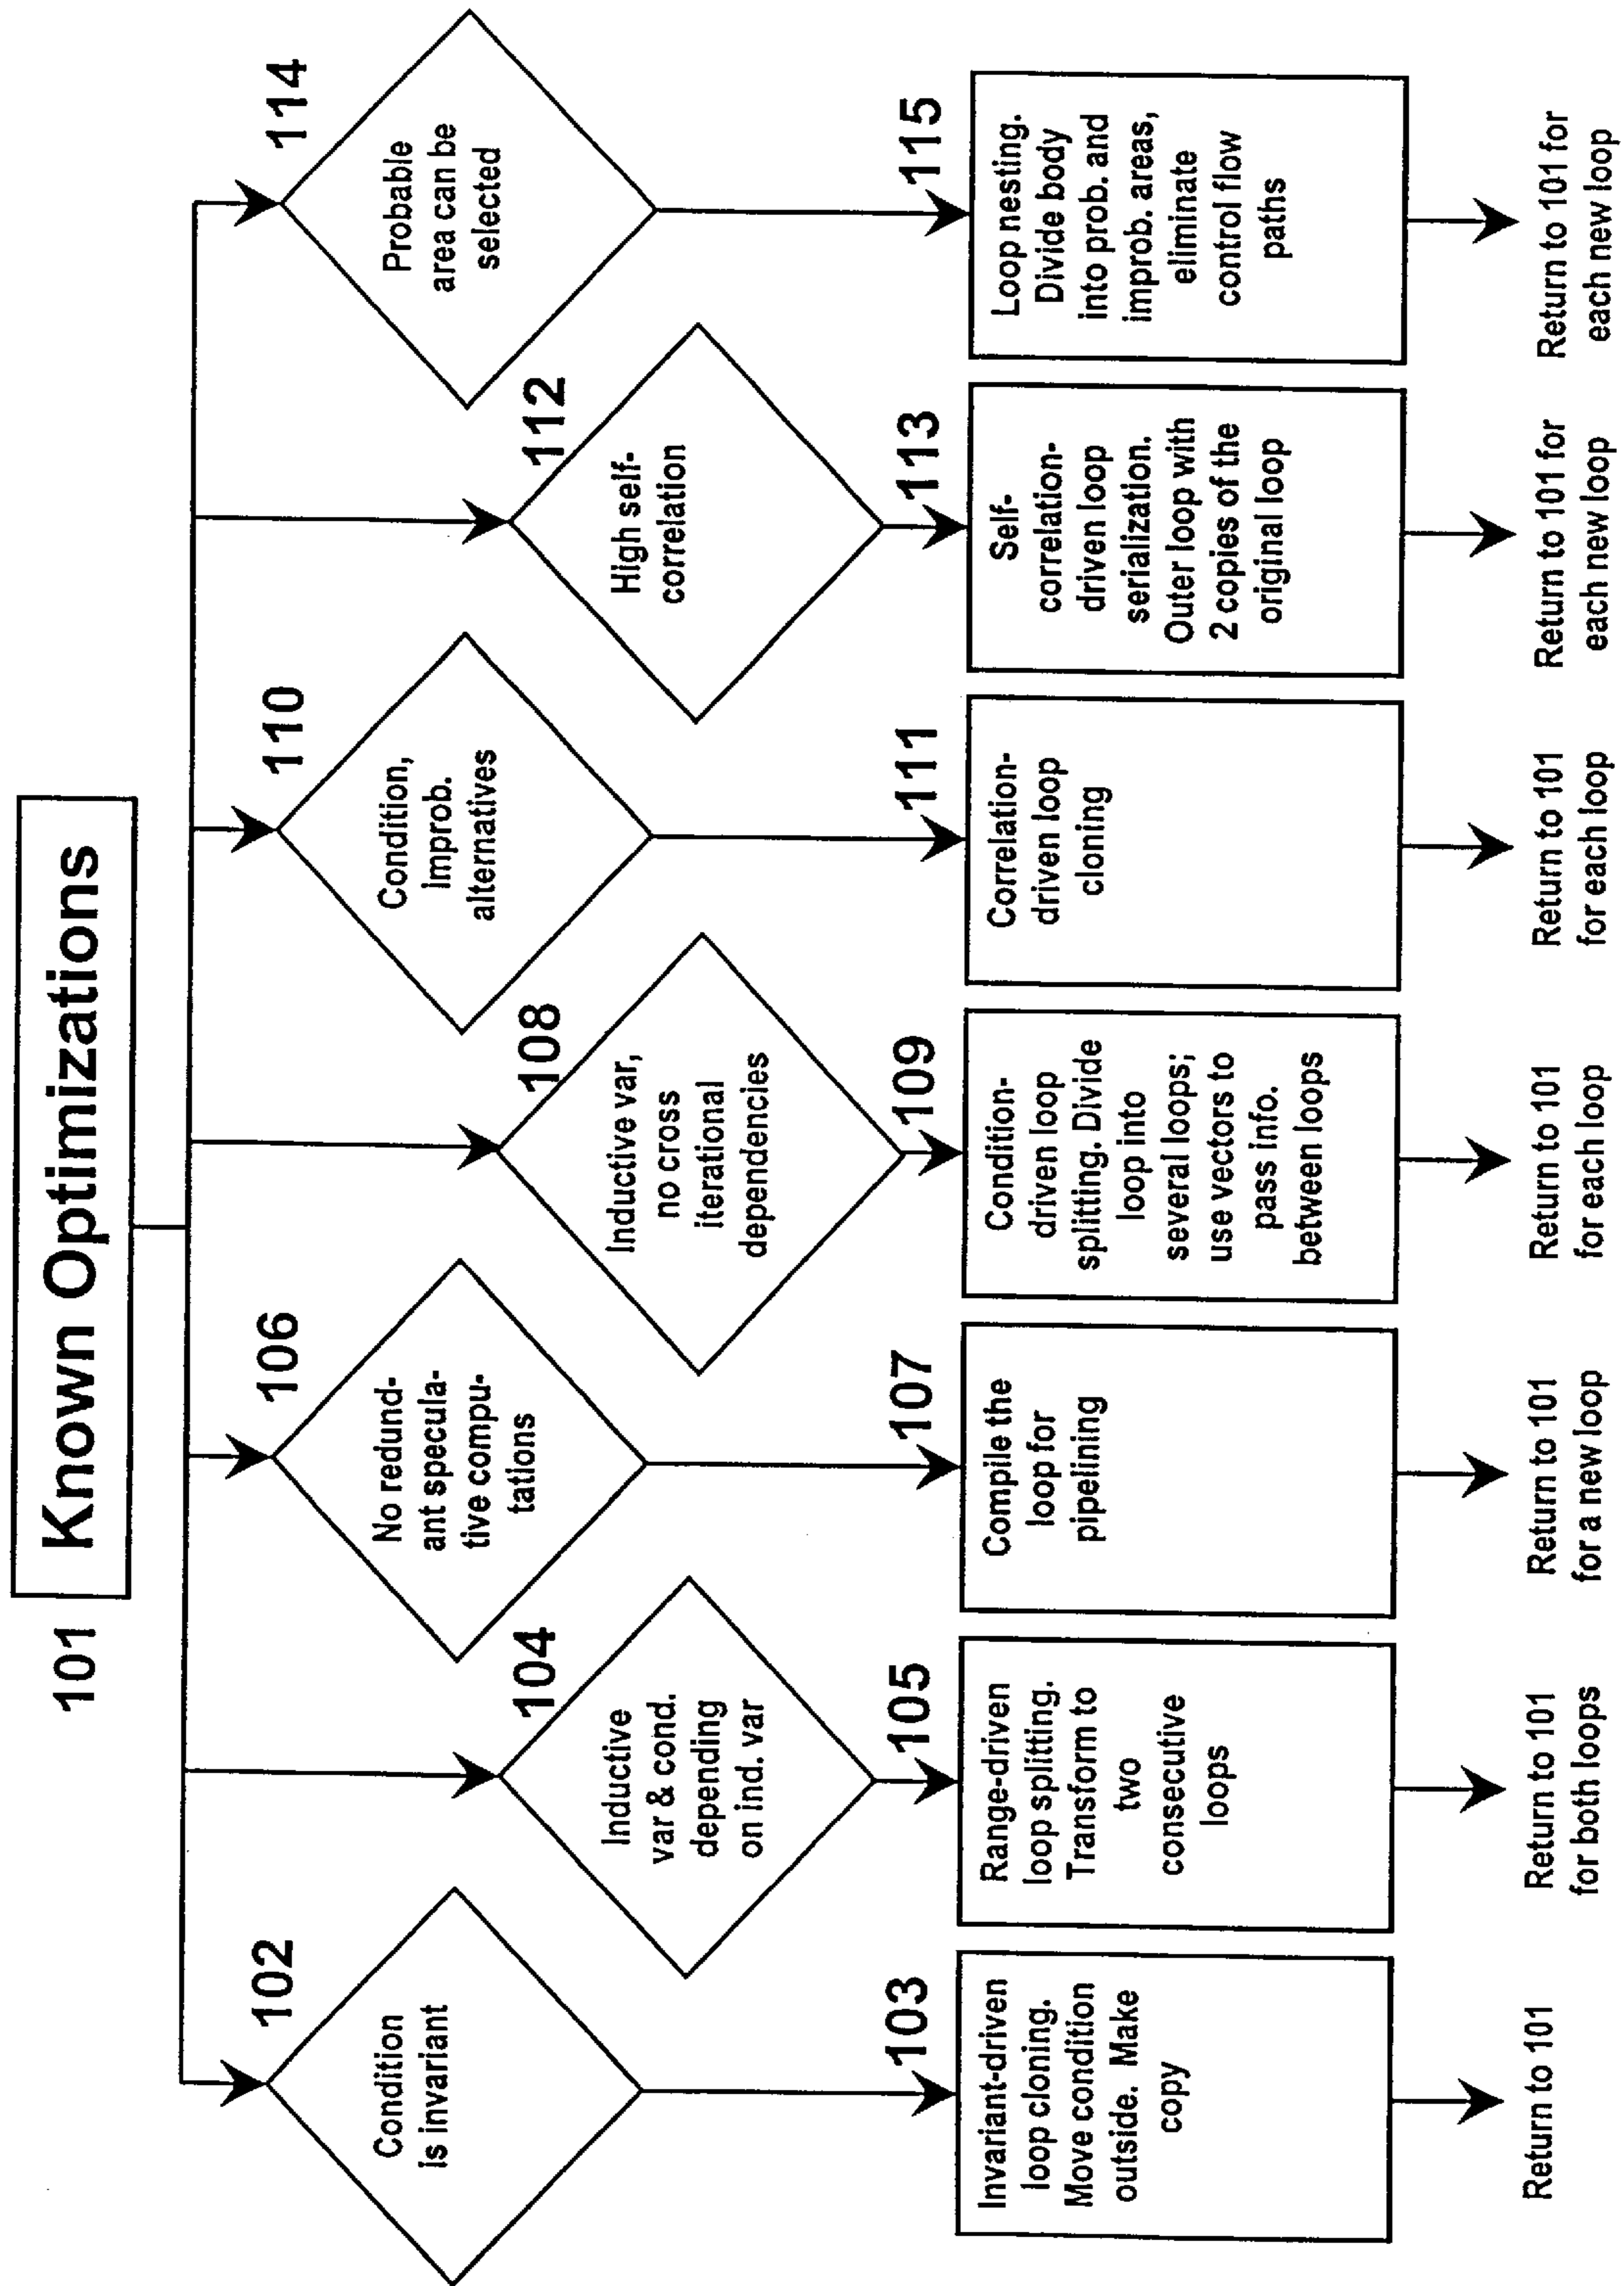 101 Known Optimizations
102
Condition
is invariant
103
Invariant-driven
loop cloning.
Move condition
outside. Make
copy
Return to 101
104
Inductive
var & cond.
depending
on ind. var
105
Range-driven
loop splitting.
Transform to
two
consecutive
loops
Return to 101
for both loops
106
No redund-
ant specula-
tive compu-
tations
107
Compile the
loop for
pipelining
Return to 101
for a new loop
108
Inductive var,
no cross
iterational
dependencies
109
Condition-
driven loop
splitting. Divide
loop into
several loops;
use vectors to
pass info.
between loops
Return to 101
for each loop
110
Condition,
Improb.
alternatives
111
Correlation-
driven loop
cloning
Return to 101
for each loop
112
High self-
correlation
113
Self-
correlation-
driven loop
serialization.
Outer loop with
2 copies of the
original loop
Return to 101 for
each new loop
114
Probable
area can be
selected
115
Loop nesting.
Divide body
into prob. and
improb. areas,
eliminate
control flow
paths
Return to 101 for
each new loop